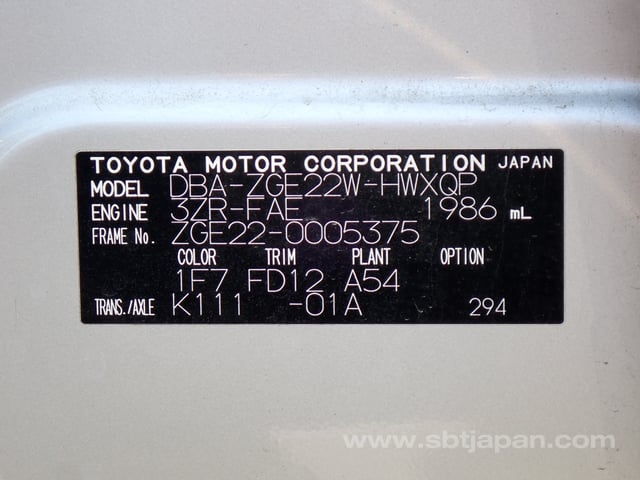 TOYOTA MOTOR CORPORATION JAPAN
MODEL DBA-ZGE22W-HWXQP
ENGINE 3ZR-FAE 1986 mL
FRAME No. ZGE22-0005375
COLOR TRIM PLANT OPTION
1F7 FD12 A54
TRANS./AXLE K111 -01A 294
www.sbtjapan.com